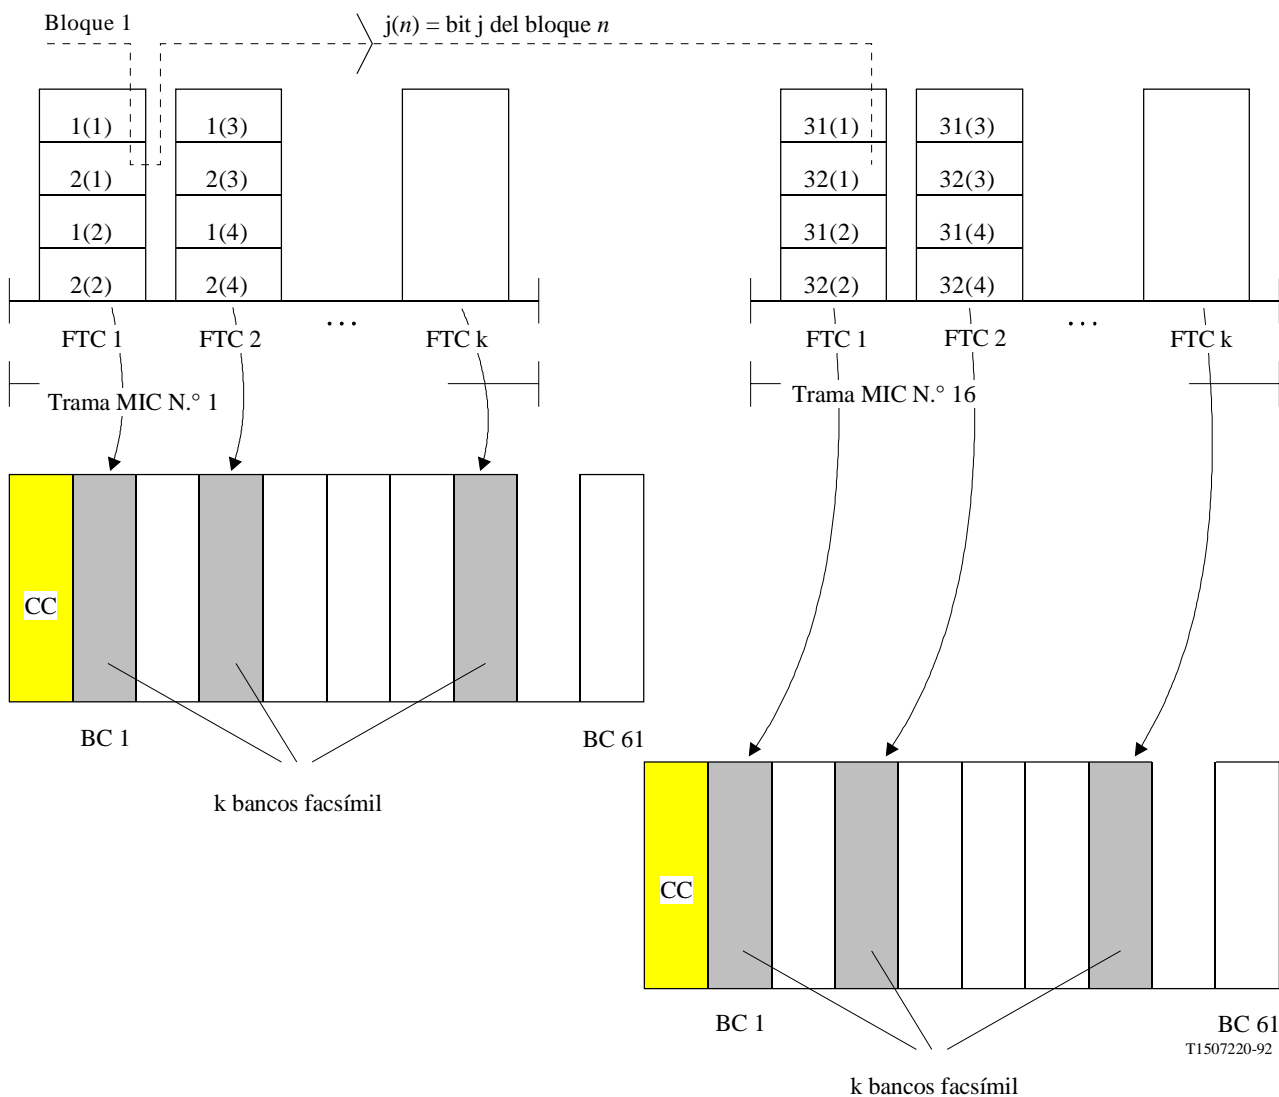 Bloque 1
j(n) = bit j del bloque n
1(1) 1(3) 31(1) 31(3)
2(1) 2(3) 32(1) 32(3)
1(2) 1(4) 31(2) 31(4)
2(2) 2(4) 32(2) 32(4)
FTC 1 FTC 2 . . . FTC k FTC 1 FTC 2 . . . FTC k
Trama MIC N.° 1
Trama MIC N.° 16
CC
BC 1
BC 61
k bancos facsímil
CC
BC 1
BC 61
T1507220-92
k bancos facsímil